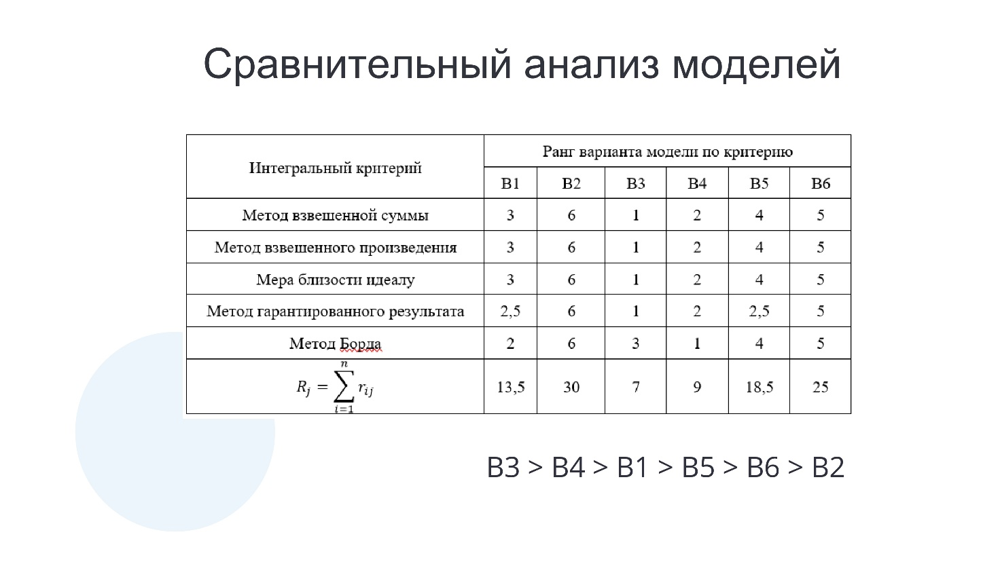 Сравнительный анализ моделей
Интегральный критерий
Ранг варианта модели по критерию
В1 В2 В3 В4 В5 В6
Метод взвешенной суммы 3 6 1 2 4 5
Метод взвешенного произведения 3 6 1 2 4 5
Мера близости идеалу 3 6 1 2 4 5
Метод гарантированного результата 2,5 6 1 2 2,5 5
Метод Борда 2 6 3 1 4 5
R_j = \sum_{i=1}^{n} r_{ij} 13,5 30 7 9 18,5 25
В3 > В4 > В1 > В5 > В6 > В2